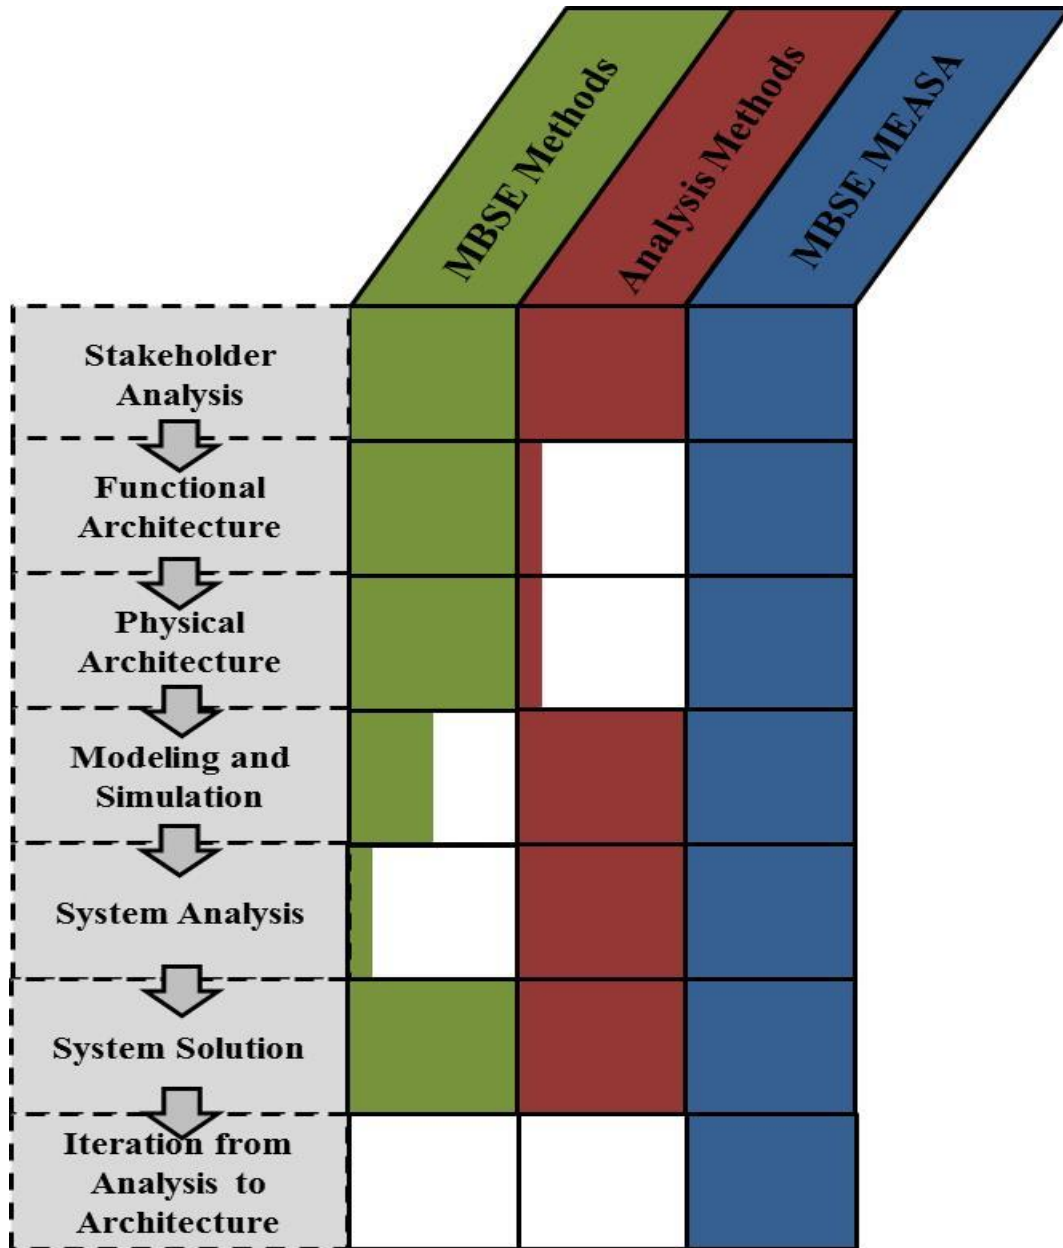 MBSE Methods
Analysis Methods
MBSE MEASA
Stakeholder
Analysis
Functional
Architecture
Physical
Architecture
Modeling and
Simulation
System Analysis
System Solution
Iteration from
Analysis to
Architecture